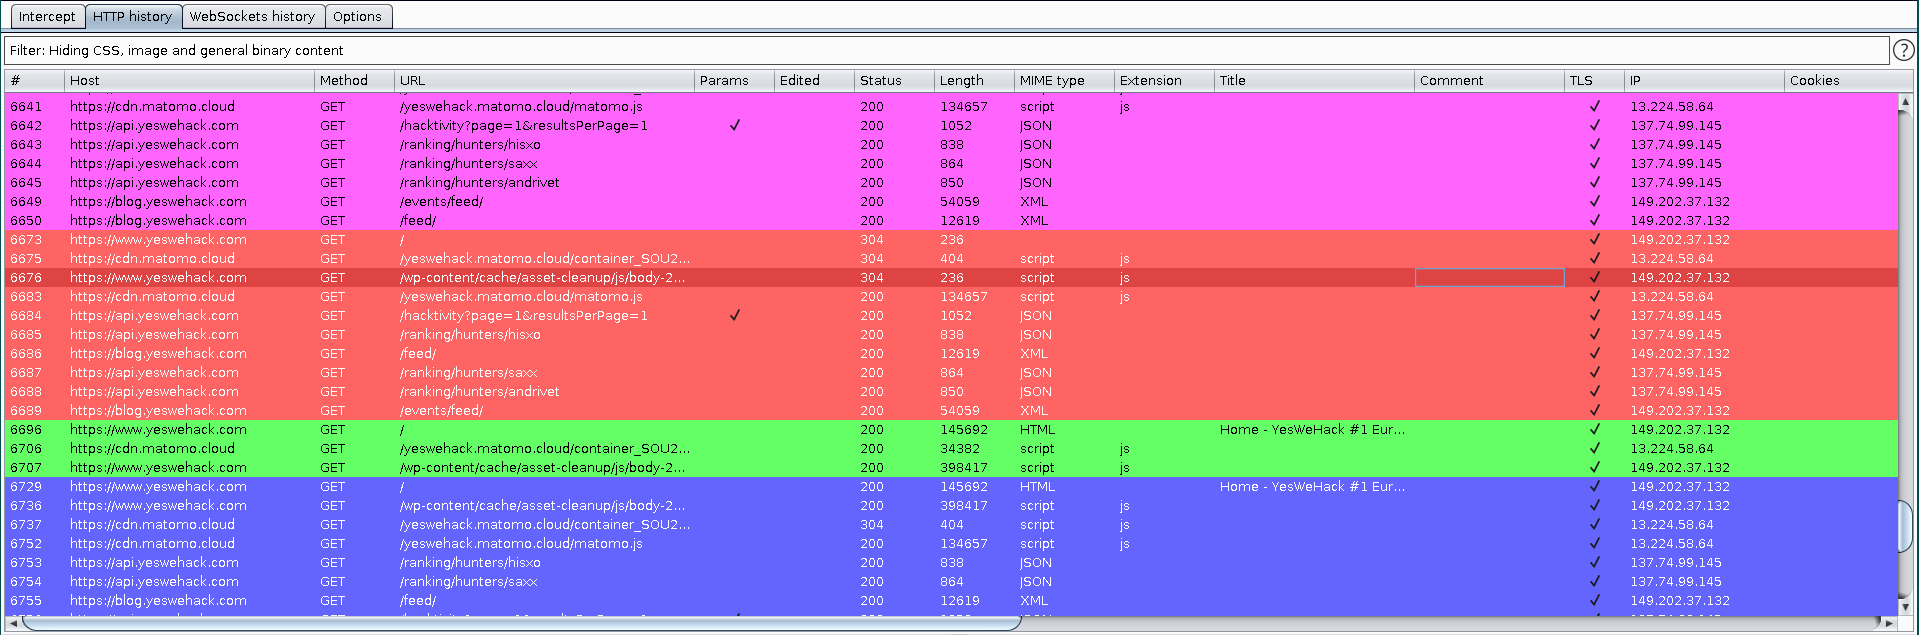 Intercept HTTP history WebSockets history Options
Filter: Hiding CSS, image and general binary content ?
# Host Method URL Params Edited Status Length MIME type Extension Title Comment TLS IP Cookies
6641 https://cdn.matomo.cloud GET /yeswehack.matomo.cloud/matomo.js 200 134657 script js ✓ 13.224.58.64
6642 https://api.yeswehack.com GET /hacktivity?page=1&resultsPerPage=1 ✓ 200 1052 JSON ✓ 137.74.99.145
6643 https://api.yeswehack.com GET /ranking/hunters/hisxo 200 838 JSON ✓ 137.74.99.145
6644 https://api.yeswehack.com GET /ranking/hunters/saxx 200 864 JSON ✓ 137.74.99.145
6645 https://api.yeswehack.com GET /ranking/hunters/andrivet 200 850 JSON ✓ 137.74.99.145
6649 https://blog.yeswehack.com GET /events/feed/ 200 54059 XML ✓ 149.202.37.132
6650 https://blog.yeswehack.com GET /feed/ 200 12619 XML ✓ 149.202.37.132
6673 https://www.yeswehack.com GET / 304 236 ✓ 149.202.37.132
6675 https://cdn.matomo.cloud GET /yeswehack.matomo.cloud/container_SOU2... 304 404 script js ✓ 13.224.58.64
6676 https://www.yeswehack.com GET /wp-content/cache/asset-cleanup/js/body-2... 304 236 script js ✓ 149.202.37.132
6683 https://cdn.matomo.cloud GET /yeswehack.matomo.cloud/matomo.js 200 134657 script js ✓ 13.224.58.64
6684 https://api.yeswehack.com GET /hacktivity?page=1&resultsPerPage=1 ✓ 200 1052 JSON ✓ 137.74.99.145
6685 https://api.yeswehack.com GET /ranking/hunters/hisxo 200 838 JSON ✓ 137.74.99.145
6686 https://blog.yeswehack.com GET /feed/ 200 12619 XML ✓ 149.202.37.132
6687 https://api.yeswehack.com GET /ranking/hunters/saxx 200 864 JSON ✓ 137.74.99.145
6688 https://api.yeswehack.com GET /ranking/hunters/andrivet 200 850 JSON ✓ 137.74.99.145
6689 https://blog.yeswehack.com GET /events/feed/ 200 54059 XML ✓ 149.202.37.132
6696 https://www.yeswehack.com GET / 200 145692 HTML Home - YesWeHack #1 Eur... ✓ 149.202.37.132
6706 https://cdn.matomo.cloud GET /yeswehack.matomo.cloud/container_SOU2... 200 34382 script js ✓ 13.224.58.64
6707 https://www.yeswehack.com GET /wp-content/cache/asset-cleanup/js/body-2... 200 398417 script js ✓ 149.202.37.132
6729 https://www.yeswehack.com GET / 200 145692 HTML Home - YesWeHack #1 Eur... ✓ 149.202.37.132
6736 https://www.yeswehack.com GET /wp-content/cache/asset-cleanup/js/body-2... 200 398417 script js ✓ 149.202.37.132
6737 https://cdn.matomo.cloud GET /yeswehack.matomo.cloud/container_SOU2... 304 404 script js ✓ 13.224.58.64
6752 https://cdn.matomo.cloud GET /yeswehack.matomo.cloud/matomo.js 200 134657 script js ✓ 13.224.58.64
6753 https://api.yeswehack.com GET /ranking/hunters/hisxo 200 838 JSON ✓ 137.74.99.145
6754 https://api.yeswehack.com GET /ranking/hunters/saxx 200 864 JSON ✓ 137.74.99.145
6755 https://blog.yeswehack.com GET /feed/ 200 12619 XML ✓ 149.202.37.132